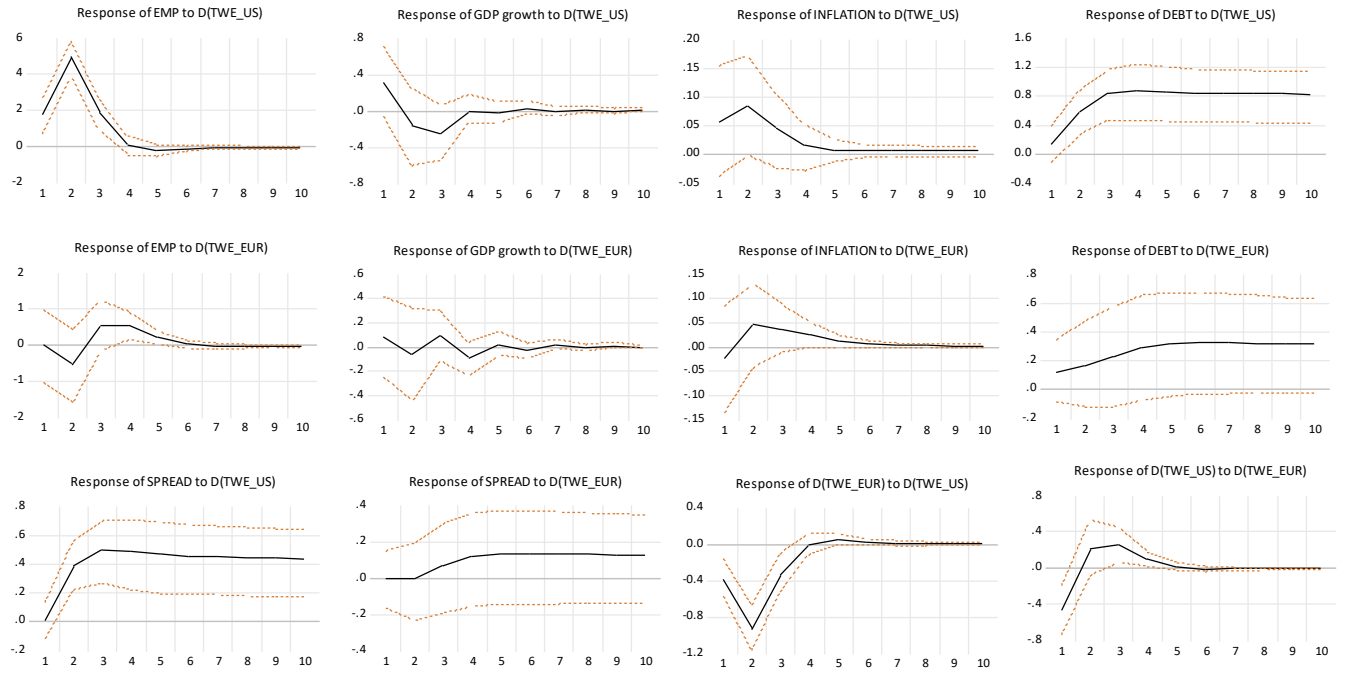 Response of EMP to D(TWE_US)
6
4
2
0
-2
1 2 3 4 5 6 7 8 9 10
Response of GDP growth to D(TWE_US)
.8
.4
.0
-.4
-.8
1 2 3 4 5 6 7 8 9 10
Response of INFLATION to D(TWE_US)
.20
.15
.10
.05
.00
-.05
1 2 3 4 5 6 7 8 9 10
Response of DEBT to D(TWE_US)
1.6
1.2
0.8
0.4
0.0
-0.4
1 2 3 4 5 6 7 8 9 10
Response of EMP to D(TWE_EUR)
2
1
0
-1
-2
1 2 3 4 5 6 7 8 9 10
Response of GDP growth to D(TWE_EUR)
.6
.4
.2
.0
-.2
-.4
-.6
1 2 3 4 5 6 7 8 9 10
Response of INFLATION to D(TWE_EUR)
.15
.10
.05
.00
-.05
-.10
-.15
1 2 3 4 5 6 7 8 9 10
Response of DEBT to D(TWE_EUR)
.8
.6
.4
.2
.0
-.2
1 2 3 4 5 6 7 8 9 10
Response of SPREAD to D(TWE_US)
.8
.6
.4
.2
.0
-.2
1 2 3 4 5 6 7 8 9 10
Response of SPREAD to D(TWE_EUR)
.4
.2
.0
-.2
-.4
1 2 3 4 5 6 7 8 9 10
Response of D(TWE_EUR) to D(TWE_US)
0.4
0.0
-0.4
-0.8
-1.2
1 2 3 4 5 6 7 8 9 10
Response of D(TWE_US) to D(TWE_EUR)
.8
.4
.0
-.4
-.8
1 2 3 4 5 6 7 8 9 10